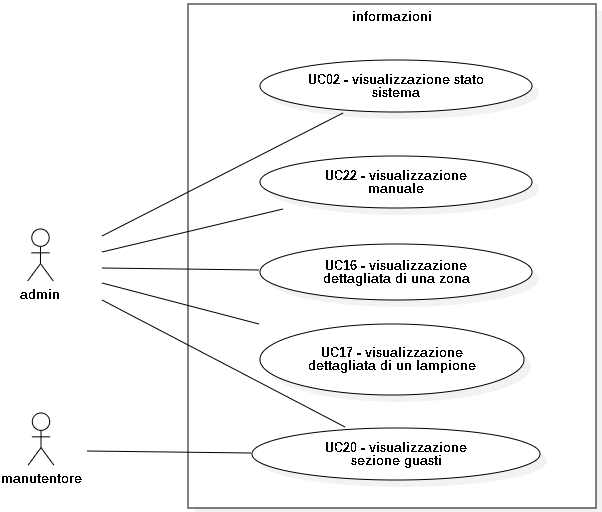 informazioni
UC02 - visualizzazione stato
sistema
UC22 - visualizzazione
manuale
UC16 - visualizzazione
dettagliata di una zona
admin
UC17 - visualizzazione
dettagliata di un lampione
UC20 - visualizzazione
sezione guasti
manutentore